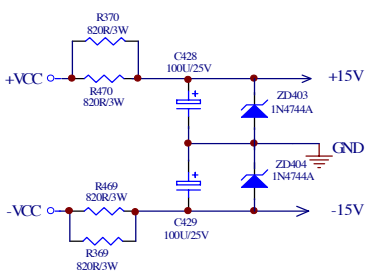 R370
820R/3W
C428
100U/25V
+VCC
+15V
R470
820R/3W
+
ZD403
1N4744A
GND
ZD404
1N4744A
+
R469
820R/3W
-VCC
-15V
C429
100U/25V
R369
820R/3W